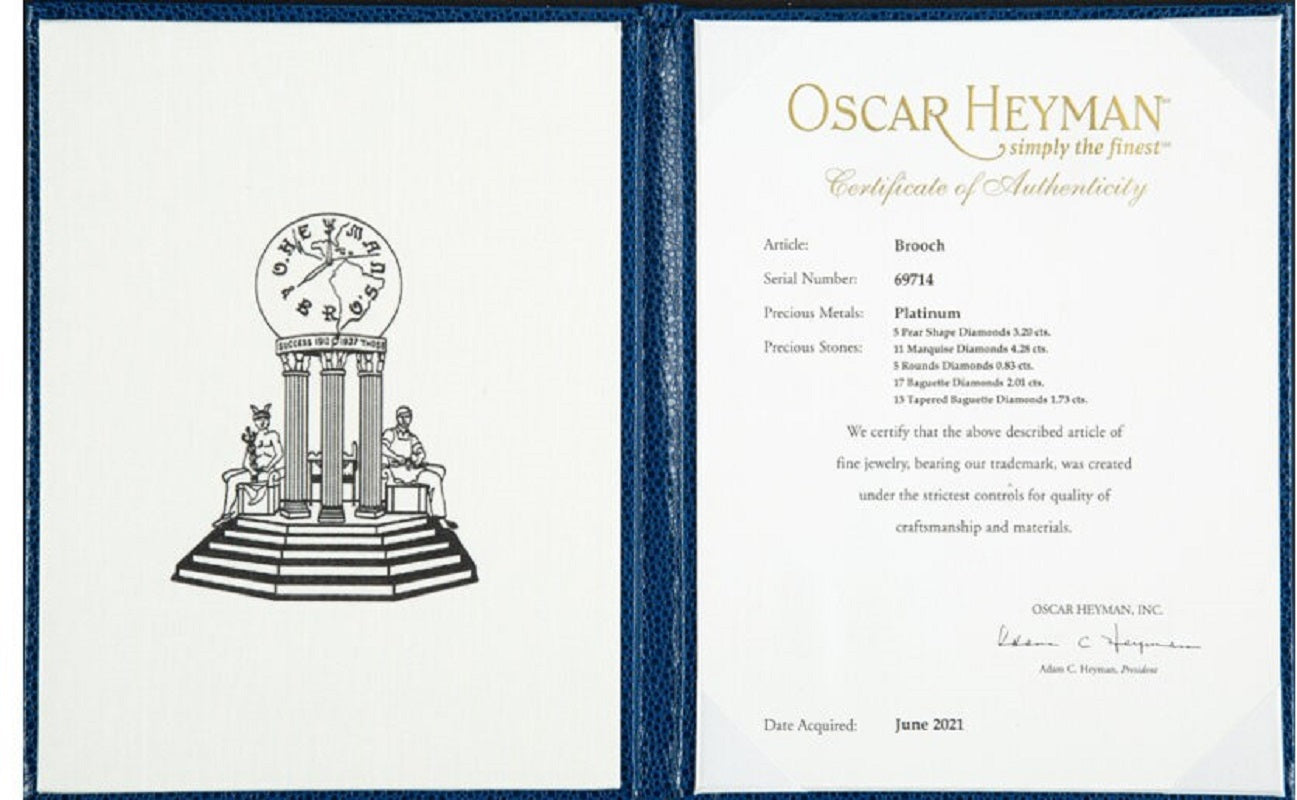 O. HEYMAN & BRO'S.
SUCCESS 1912 1937 THOSE
OSCAR HEYMAN℠
simply the finest℠
Certificate of Authenticity
Article: Brooch
Serial Number: 69714
Precious Metals: Platinum
Precious Stones: 5 Pear Shape Diamonds 3.20 cts.
11 Marquise Diamonds 4.28 cts.
5 Rounds Diamonds 0.83 cts.
17 Baguette Diamonds 2.01 cts.
13 Tapered Baguette Diamonds 1.73 cts.
We certify that the above described article of
fine jewelry, bearing our trademark, was created
under the strictest controls for quality of
craftsmanship and materials.
OSCAR HEYMAN, INC.
Adam C Heyman
Adam C. Heyman, President
Date Acquired: June 2021